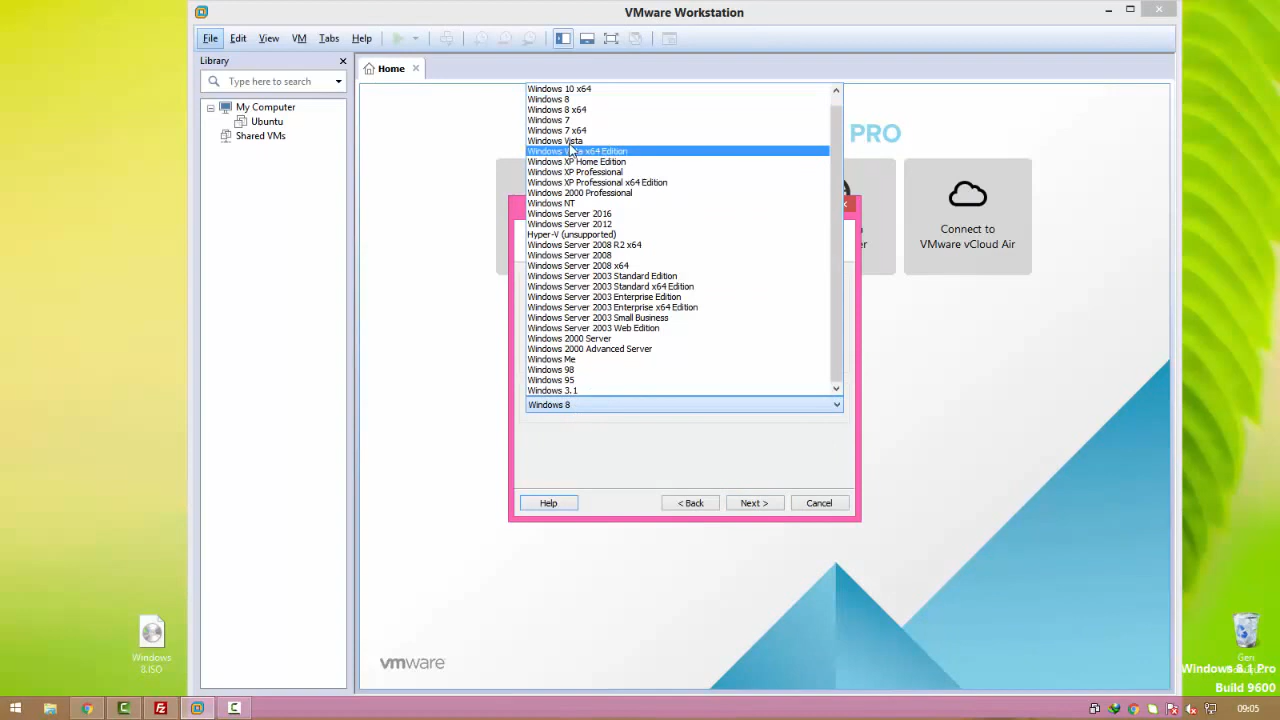 VMware Workstation
File Edit View VM Tabs Help
Library
Type here to search
Home
My Computer
Ubuntu
Shared VMs
PRO
Windows 10 x64
Windows 8
Windows 8 x64
Windows 7
Windows 7 x64
Windows Vista
Windows Vista x64 Edition
Windows XP Home Edition
Windows XP Professional
Windows XP Professional x64 Edition
Windows 2000 Professional
Windows NT
Windows Server 2016
Windows Server 2012
Hyper-V (unsupported)
Windows Server 2008 R2 x64
Windows Server 2008
Windows Server 2008 x64
Windows Server 2003 Standard Edition
Windows Server 2003 Standard x64 Edition
Windows Server 2003 Enterprise Edition
Windows Server 2003 Enterprise x64 Edition
Windows Server 2003 Small Business
Windows Server 2003 Web Edition
Windows 2000 Server
Windows 2000 Advanced Server
Windows Me
Windows 98
Windows 95
Windows 3.1
Windows 8
Connect to
VMware vCloud Air
Help < Back Next > Cancel
vmware
Windows
8.ISO
Windows 8.1 Pro
Build 9600
09:05